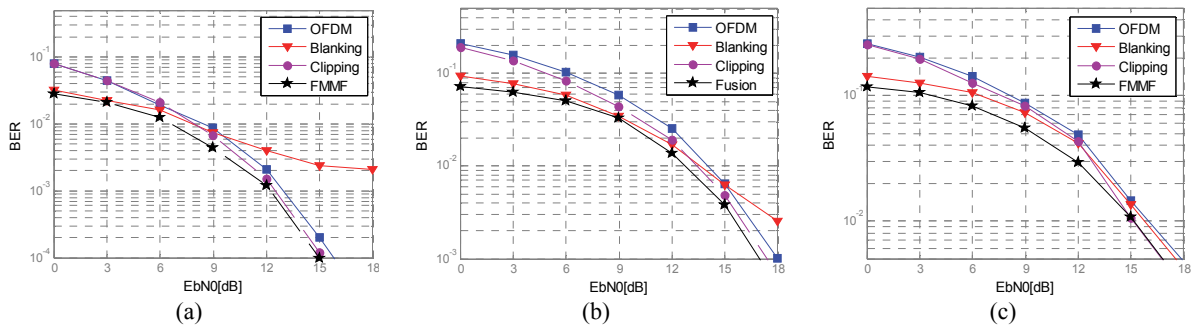 OFDM
Blanking
Clipping
FMMF
BER
10^-1
10^-2
10^-3
10^-4
0 3 6 9 12 15 18
EbN0[dB]
(a)
OFDM
Blanking
Clipping
Fusion
BER
10^-1
10^-2
10^-3
0 3 6 9 12 15 18
EbN0[dB]
(b)
OFDM
Blanking
Clipping
FMMF
BER
10^-1
10^-2
0 3 6 9 12 15 18
EbN0[dB]
(c)